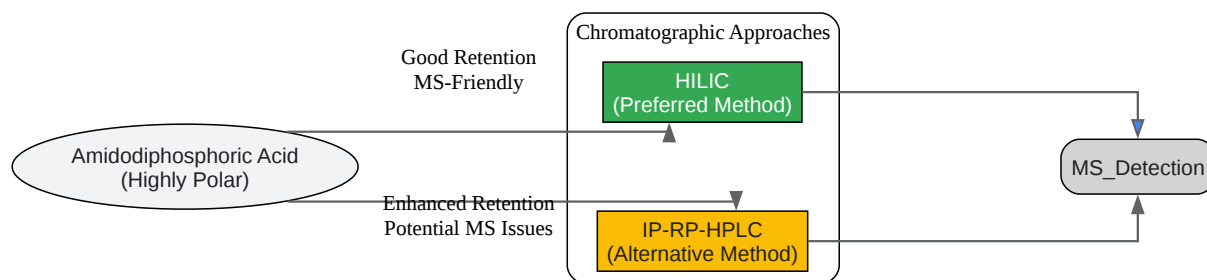 Chromatographic Approaches
Good Retention
MS-Friendly
HILIC
(Preferred Method)
Amidodiphosphoric Acid
(Highly Polar)
MS_Detection
Enhanced Retention
Potential MS Issues
IP-RP-HPLC
(Alternative Method)